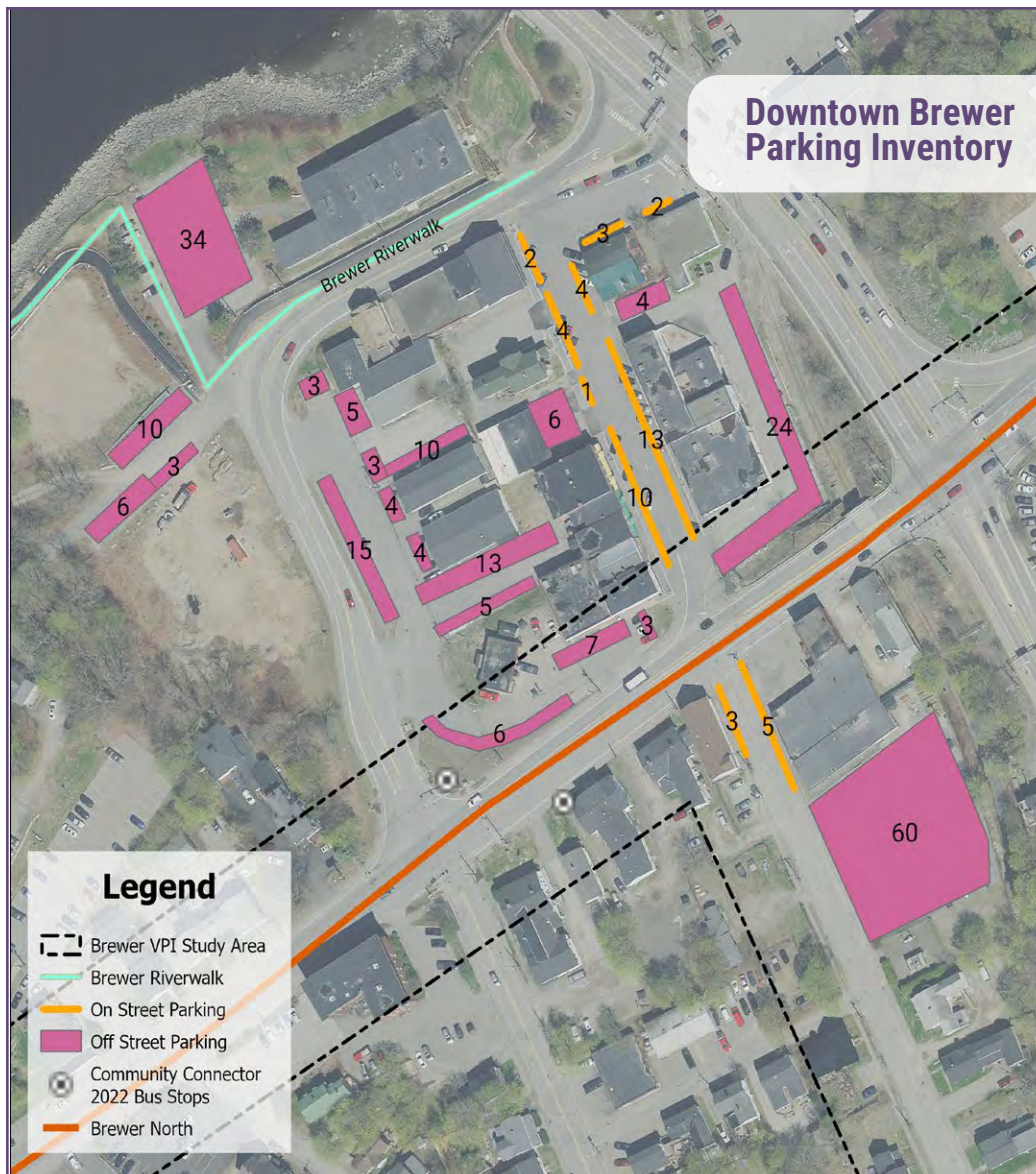 Downtown Brewer
Parking Inventory
2
3
34
Brewer Riverwalk
2
4
4
4
3
1
5
6
24
10
10
13
3
3
10
6
4
15
4
13
5
3
7
3
5
6
60
Legend
Brewer VPI Study Area
Brewer Riverwalk
On Street Parking
Off Street Parking
Community Connector
2022 Bus Stops
Brewer North